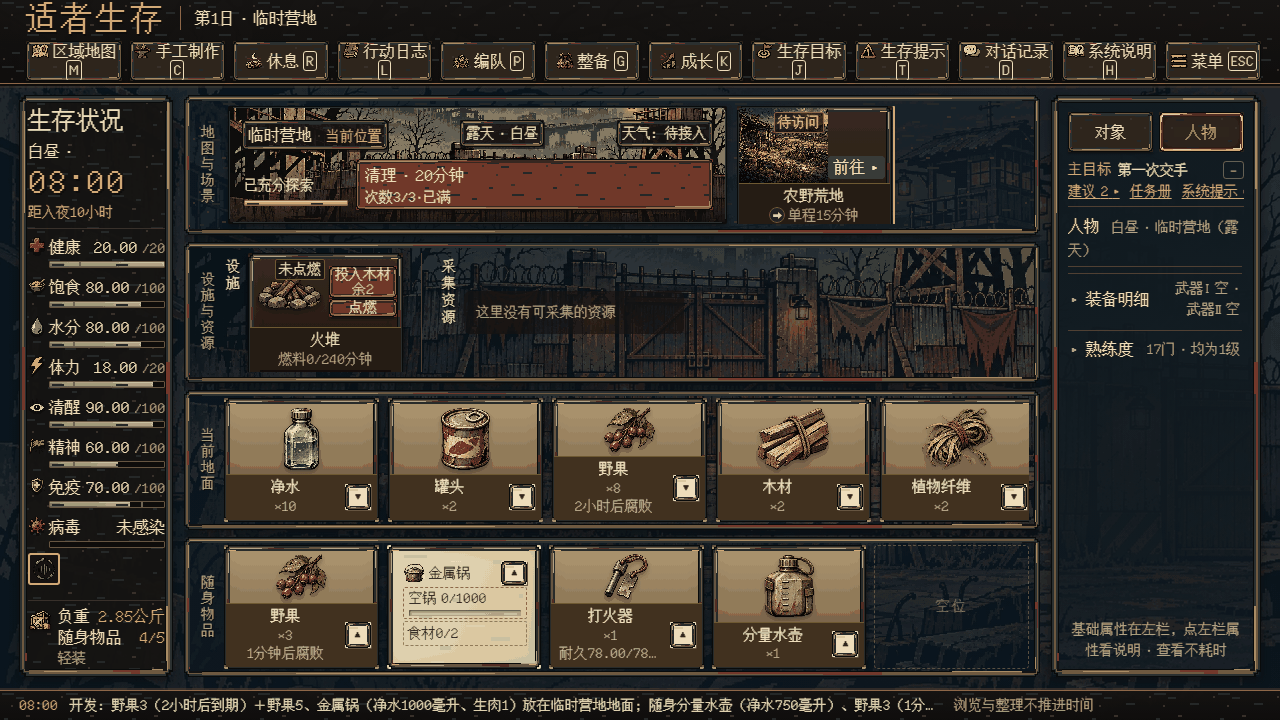 适者生存
第1日 · 临时营地
区域地图 M
手工制作 C
休息 R
行动日志 L
编队 P
整备 G
成长 K
生存目标 J
生存提示 T
对话记录 D
系统说明 H
菜单 ESC
生存状况
白昼 ·
08:00
距入夜10小时
健康 20.00 /20
饱食 80.00 /100
水分 80.00 /100
体力 18.00 /20
清醒 90.00 /100
精神 60.00 /100
免疫 70.00 /100
病毒 未感染
负重 2.85公斤
随身物品 4/5
轻装
地图与场景
临时营地 当前位置
露天 · 白昼
天气: 待接入
已充分探索
清理 · 20分钟
次数3/3·已满
待访问
前往 ▸
农野荒地
➡ 单程15分钟
设施与资源
设施
未点燃
投入木材
余2
点燃
火堆
燃料0/240分钟
采集资源
这里没有可采集的资源
当前地面
净水
×10
罐头
×2
野果
×8
2小时后腐败
木材
×2
植物纤维
×2
随身物品
野果
×3
1分钟后腐败
金属锅
空锅 0/1000
食材0/2
打火器
×1
耐久78.00/78…
分量水壶
×1
空位
对象
人物
主目标 第一次交手 −
建议 2 ▸ 任务册 系统提示
人物 白昼 · 临时营地（露
天）
▸ 装备明细 武器Ⅰ 空 ·
武器Ⅱ 空
▸ 熟练度 17门 · 均为1级
基础属性在左栏，点左栏属
性看说明 · 查看不耗时
08:00 开发: 野果3（2小时后到期）＋野果5、金属锅（净水1000毫升、生肉1）放在临时营地地面; 随身分量水壶（净水750毫升）、野果3（1分… 浏览与整理不推进时间